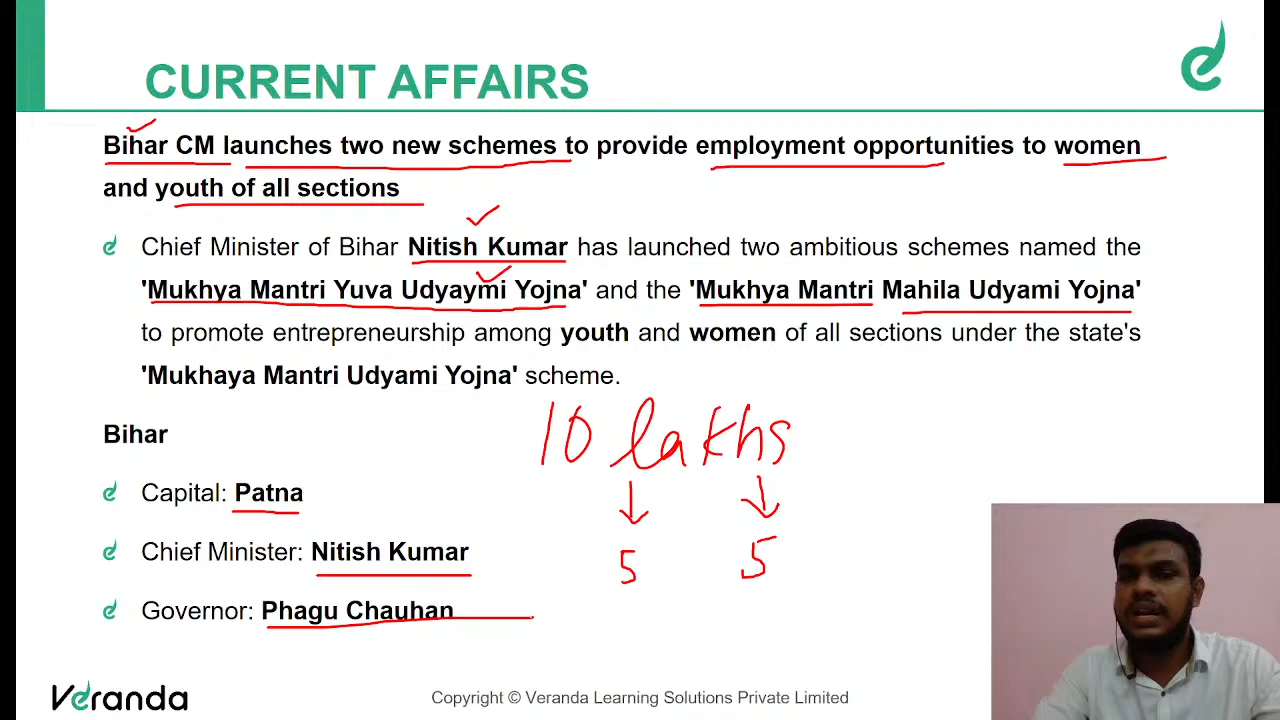 CURRENT AFFAIRS
Bihar CM launches two new schemes to provide employment opportunities to women
and youth of all sections
Chief Minister of Bihar Nitish Kumar has launched two ambitious schemes named the
'Mukhya Mantri Yuva Udyaymi Yojna' and the 'Mukhya Mantri Mahila Udyami Yojna'
to promote entrepreneurship among youth and women of all sections under the state's
'Mukhaya Mantri Udyami Yojna' scheme.
10 lakhs
Bihar
Capital: Patna
Chief Minister: Nitish Kumar
5 5
Governor: Phagu Chauhan
Veranda
Copyright © Veranda Learning Solutions Private Limited